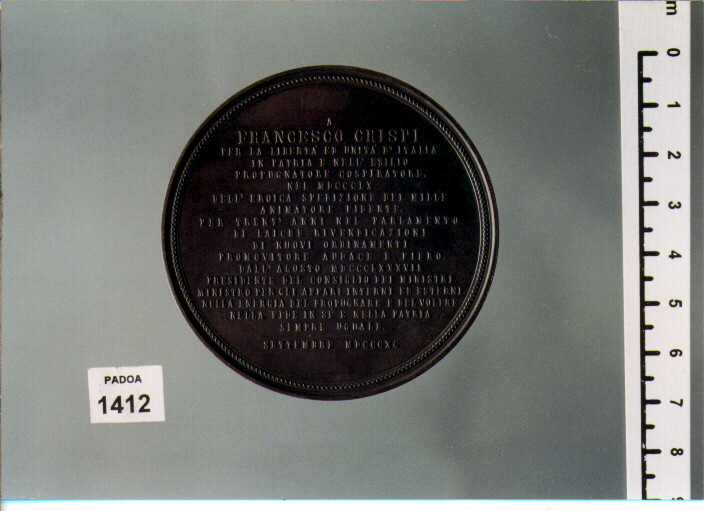 A
FRANCESCO CRISPI
PER LA LIBERTÀ ED UNITÀ D' ITALIA
IN PATRIA E NELL' ESILIO
PROPUGNATORE COSPIRATORE.
NEL MDCCCLX
DELL' EROICA SPEDIZIONE DEI MILLE
ANIMATORE FIDENTE.
PER TRENT' ANNI NEL PARLAMENTO
DI LAICHE RIVENDICAZIONI
DI NUOVI ORDINAMENTI
PROMOVITORE AUDACE E FIERO.
DALL' AGOSTO MDCCCLXXXVII
PRESIDENTE DEL CONSIGLIO DEI MINISTRI
MINISTRO PER GLI AFFARI INTERNI ED ESTERNI
NELLA ENERGIA DEL PROPUGNARE E DEL VOLERE
NELLA FEDE IN SÈ E NELLA PATRIA
SEMPRE UGUALE.
SETTEMBRE MDCCCXC
PADOA
1412
m
0
1
2
3
4
5
6
7
8